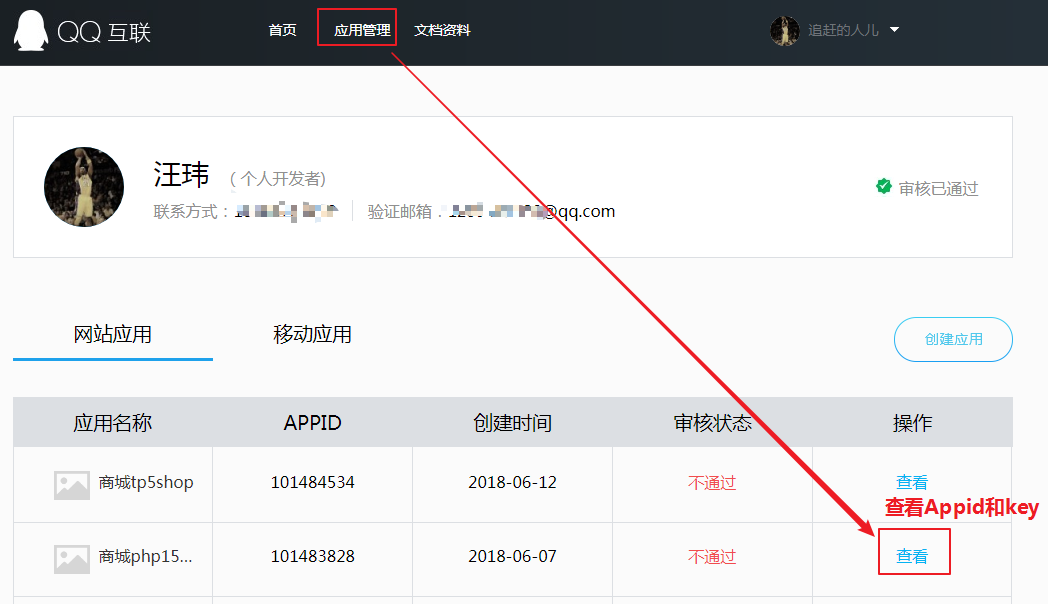 QQ 互联 首页 应用管理 文档资料 追赶的人儿
汪玮 (个人开发者)
审核已通过
联系方式： 验证邮箱： @qq.com
网站应用 移动应用 创建应用
应用名称 APPID 创建时间 审核状态 操作
商城tp5shop 101484534 2018-06-12 不通过 查看
查看Appid和key
商城php15... 101483828 2018-06-07 不通过 查看